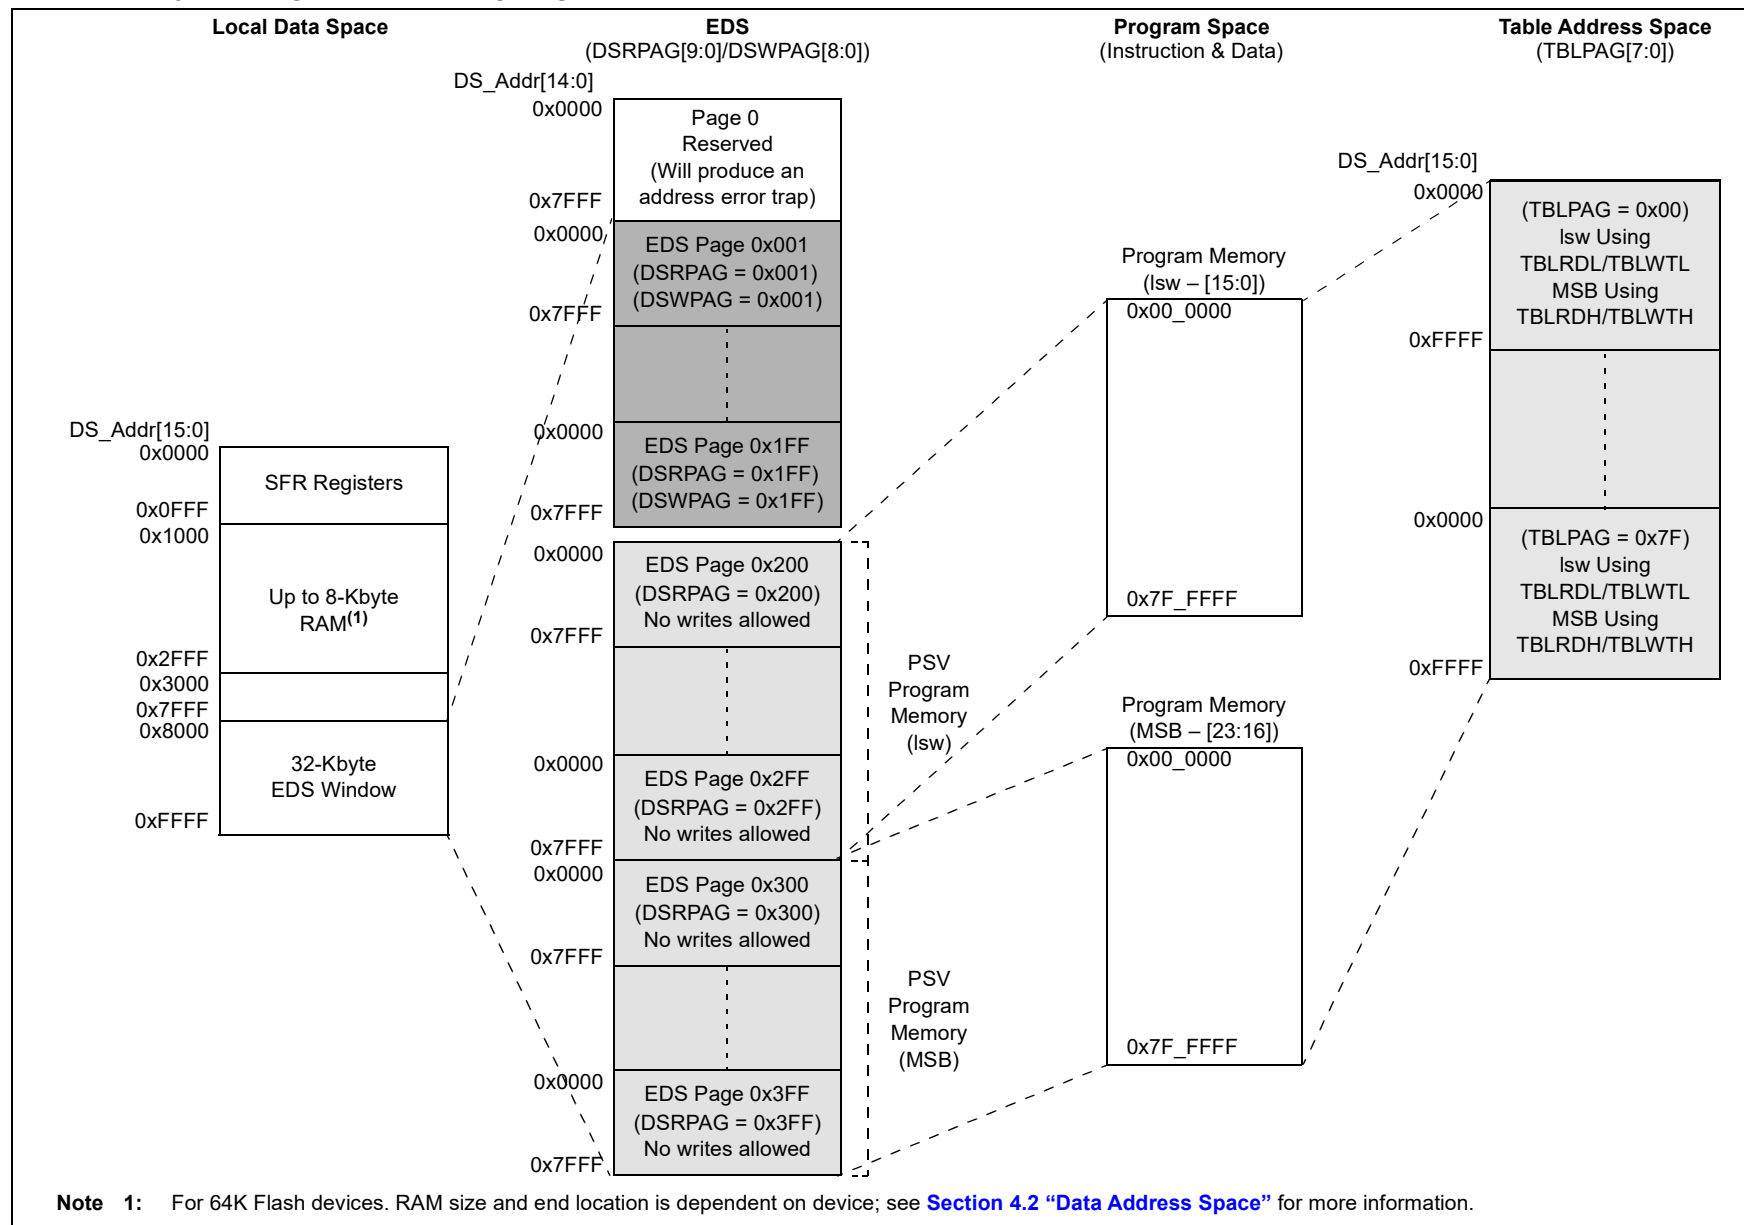 Local Data Space
EDS
(DSRPAG[9:0]/DSWPAG[8:0])
Program Space
(Instruction & Data)
Table Address Space
(TBLPAG[7:0])
DS_Addr[15:0]
0x0000
SFR Registers
0x0FFF
0x1000
Up to 8-Kbyte
RAM(1)
0x2FFF
0x3000
0x7FFF
0x8000
32-Kbyte
EDS Window
0xFFFF
DS_Addr[14:0]
0x0000
Page 0
Reserved
(Will produce an
address error trap)
0x7FFF
0x0000
EDS Page 0x001
(DSRPAG = 0x001)
(DSWPAG = 0x001)
0x7FFF
0x0000
EDS Page 0x1FF
(DSRPAG = 0x1FF)
(DSWPAG = 0x1FF)
0x7FFF
0x0000
EDS Page 0x200
(DSRPAG = 0x200)
No writes allowed
0x7FFF
PSV
Program
Memory
(lsw)
0x0000
EDS Page 0x2FF
(DSRPAG = 0x2FF)
No writes allowed
0x7FFF
0x0000
EDS Page 0x300
(DSRPAG = 0x300)
No writes allowed
0x7FFF
PSV
Program
Memory
(MSB)
0x0000
EDS Page 0x3FF
(DSRPAG = 0x3FF)
No writes allowed
0x7FFF
Program Memory
(lsw – [15:0])
0x00_0000
0x7F_FFFF
Program Memory
(MSB – [23:16])
0x00_0000
0x7F_FFFF
DS_Addr[15:0]
0x0000
(TBLPAG = 0x00)
lsw Using
TBLRDL/TBLWTL
MSB Using
TBLRDH/TBLWTH
0xFFFF
0x0000
(TBLPAG = 0x7F)
lsw Using
TBLRDL/TBLWTL
MSB Using
TBLRDH/TBLWTH
0xFFFF
Note 1: For 64K Flash devices. RAM size and end location is dependent on device; see Section 4.2 “Data Address Space” for more information.